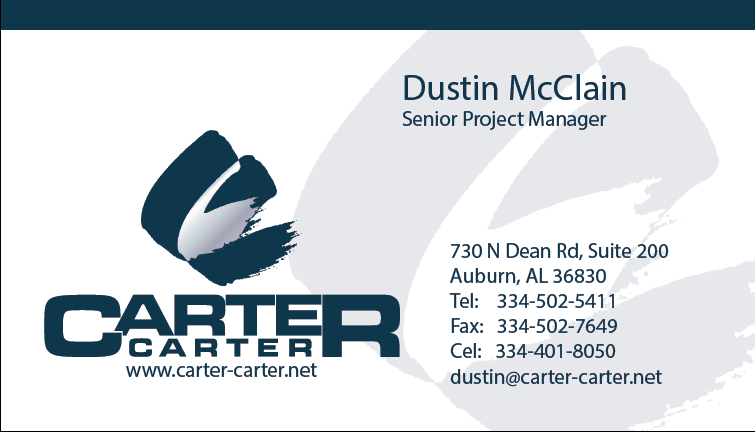 Dustin McClain
Senior Project Manager
CARTER
CARTER
www.carter-carter.net
730 N Dean Rd, Suite 200
Auburn, AL 36830
Tel: 334-502-5411
Fax: 334-502-7649
Cel: 334-401-8050
dustin@carter-carter.net